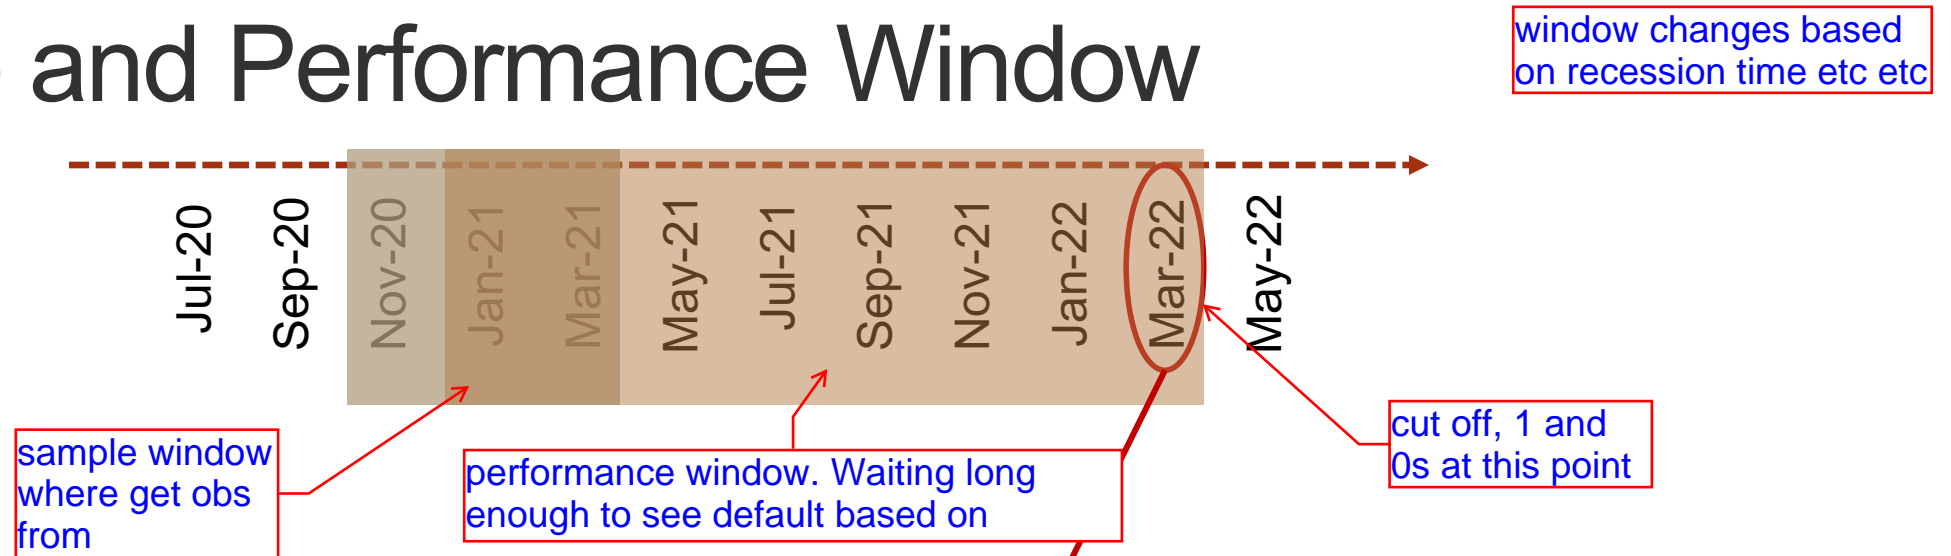 and Performance Window
window changes based
on recession time etc etc
Jul-20
Sep-20
Nov-20
Jan-21
Mar-21
May-21
Jul-21
Sep-21
Nov-21
Jan-22
Mar-22
May-22
sample window
where get obs
from
performance window. Waiting long
enough to see default based on
cut off, 1 and
0s at this point